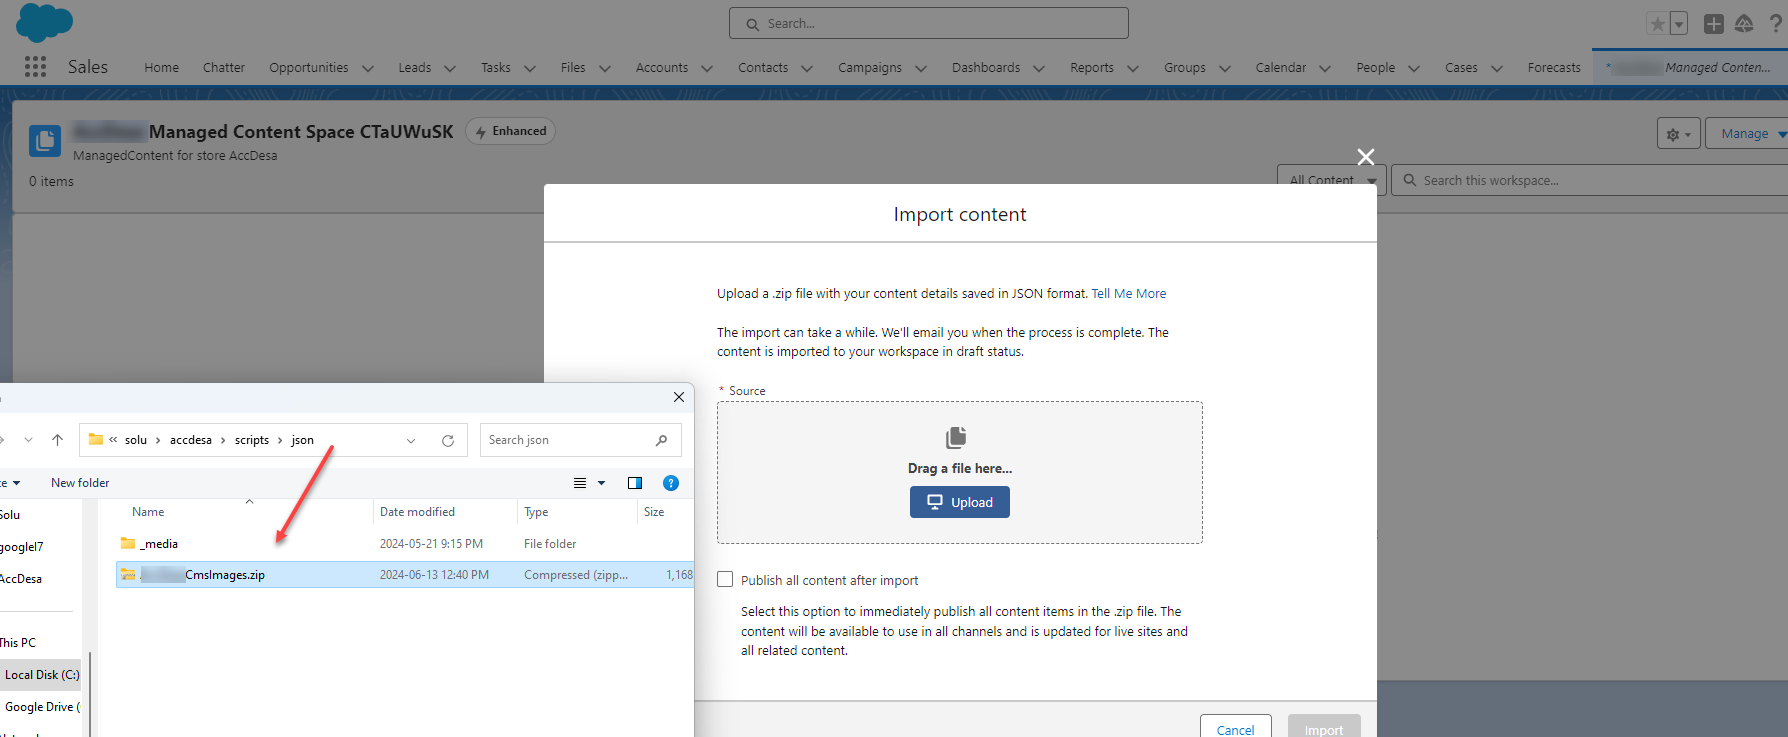 Search...
Sales Home Chatter Opportunities Leads Tasks Files Accounts Contacts Campaigns Dashboards Reports Groups Calendar People Cases Forecasts * Managed Conten...
Managed Content Space CTaUWuSK Enhanced
ManagedContent for store AccDesa
0 items
Manage
All Content Search this workspace...
Import content
Upload a .zip file with your content details saved in JSON format. Tell Me More
The import can take a while. We'll email you when the process is complete. The
content is imported to your workspace in draft status.
* Source
Drag a file here...
Upload
Publish all content after import
Select this option to immediately publish all content items in the .zip file. The
content will be available to use in all channels and is updated for live sites and
all related content.
Cancel Import
« solu › accdesa › scripts › json Search json
New folder
Name Date modified Type Size
_media 2024-05-21 9:15 PM File folder
CmsImages.zip 2024-06-13 12:40 PM Compressed (zipp... 1,168
Solu
googlel7
AccDesa
This PC
Local Disk (C:)
Google Drive (